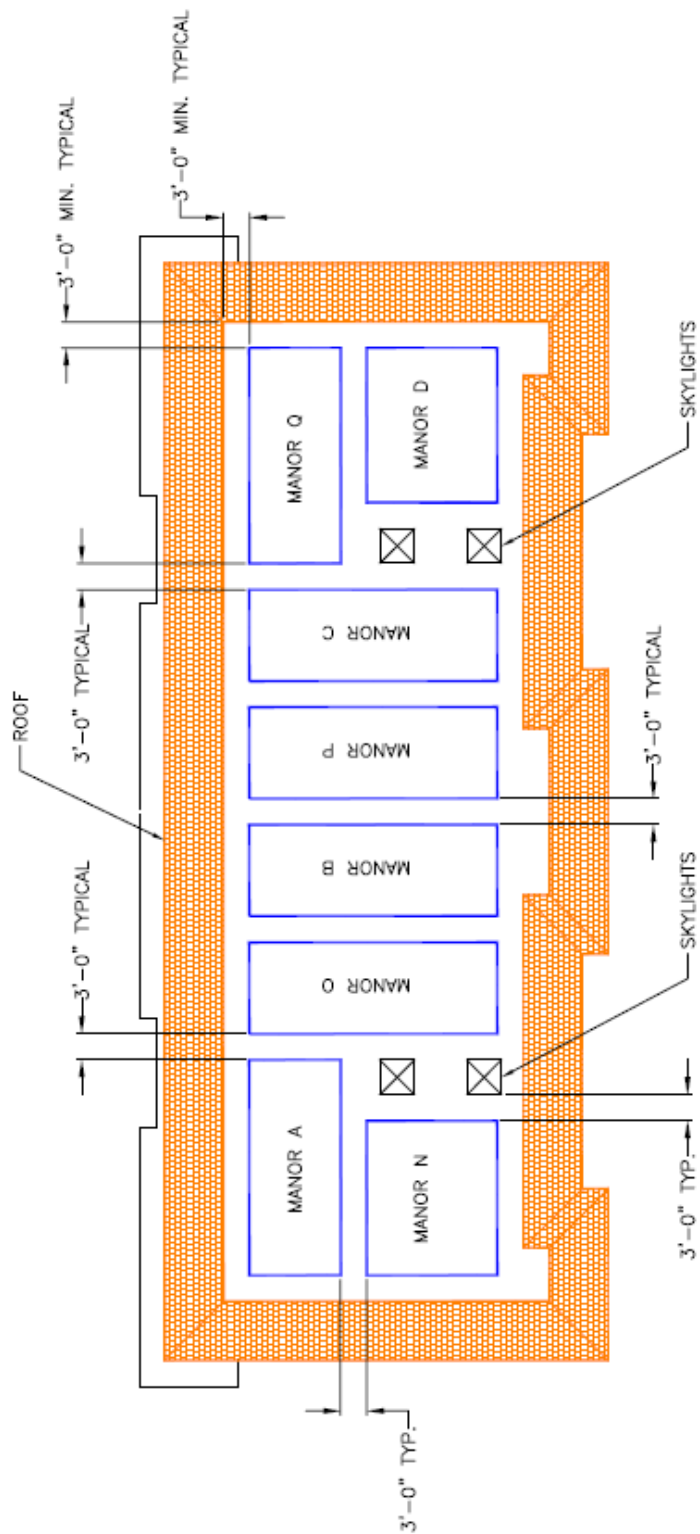 3'-0" MIN. TYPICAL
3'-0" MIN. TYPICAL
ROOF
3'-0" TYPICAL
3'-0" TYPICAL
MANOR A
MANOR O
MANOR B
MANOR P
MANOR C
MANOR Q
MANOR N
MANOR D
3'-0" TYP.
3'-0" TYP.
SKYLIGHTS
3'-0" TYPICAL
SKYLIGHTS